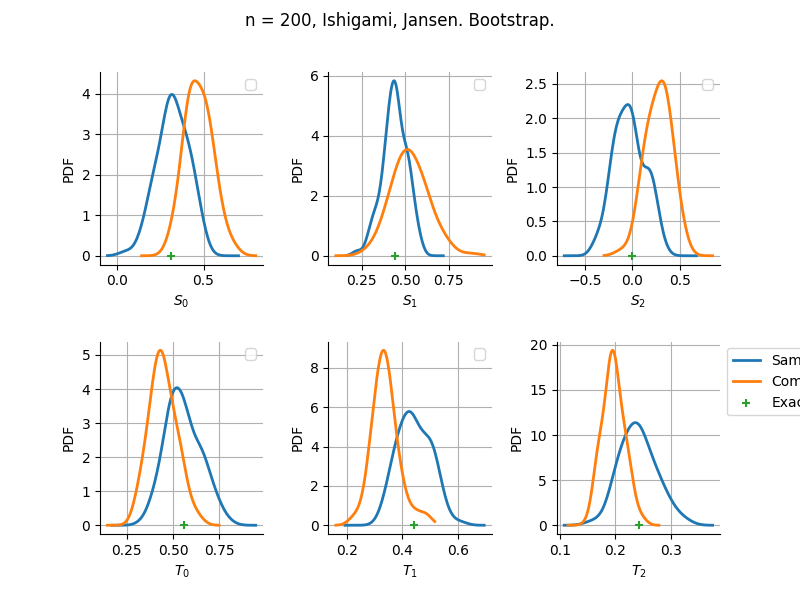 n = 200, Ishigami, Jansen. Bootstrap.
PDF
4
3
2
1
0
0.0 0.5
S₀
PDF
6
4
2
0
0.25 0.50 0.75
S₁
PDF
2.5
2.0
1.5
1.0
0.5
0.0
−0.5 0.0 0.5
S₂
PDF
5
4
3
2
1
0
0.25 0.50 0.75
T₀
PDF
8
6
4
2
0
0.2 0.4 0.6
T₁
PDF
20
15
10
5
0
0.1 0.2 0.3
T₂
Sam
Com
Exac